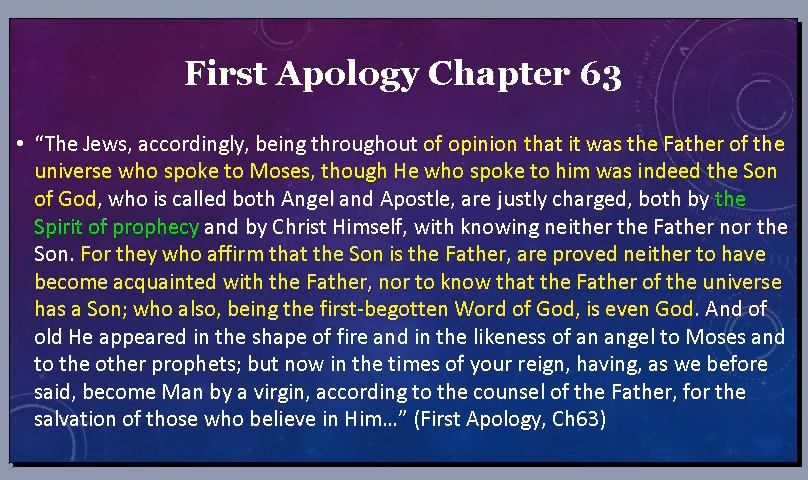 First Apology Chapter 63
• “The Jews, accordingly, being throughout of opinion that it was the Father of the
universe who spoke to Moses, though He who spoke to him was indeed the Son
of God, who is called both Angel and Apostle, are justly charged, both by the
Spirit of prophecy and by Christ Himself, with knowing neither the Father nor the
Son. For they who affirm that the Son is the Father, are proved neither to have
become acquainted with the Father, nor to know that the Father of the universe
has a Son; who also, being the first-begotten Word of God, is even God. And of
old He appeared in the shape of fire and in the likeness of an angel to Moses and
to the other prophets; but now in the times of your reign, having, as we before
said, become Man by a virgin, according to the counsel of the Father, for the
salvation of those who believe in Him…” (First Apology, Ch63)